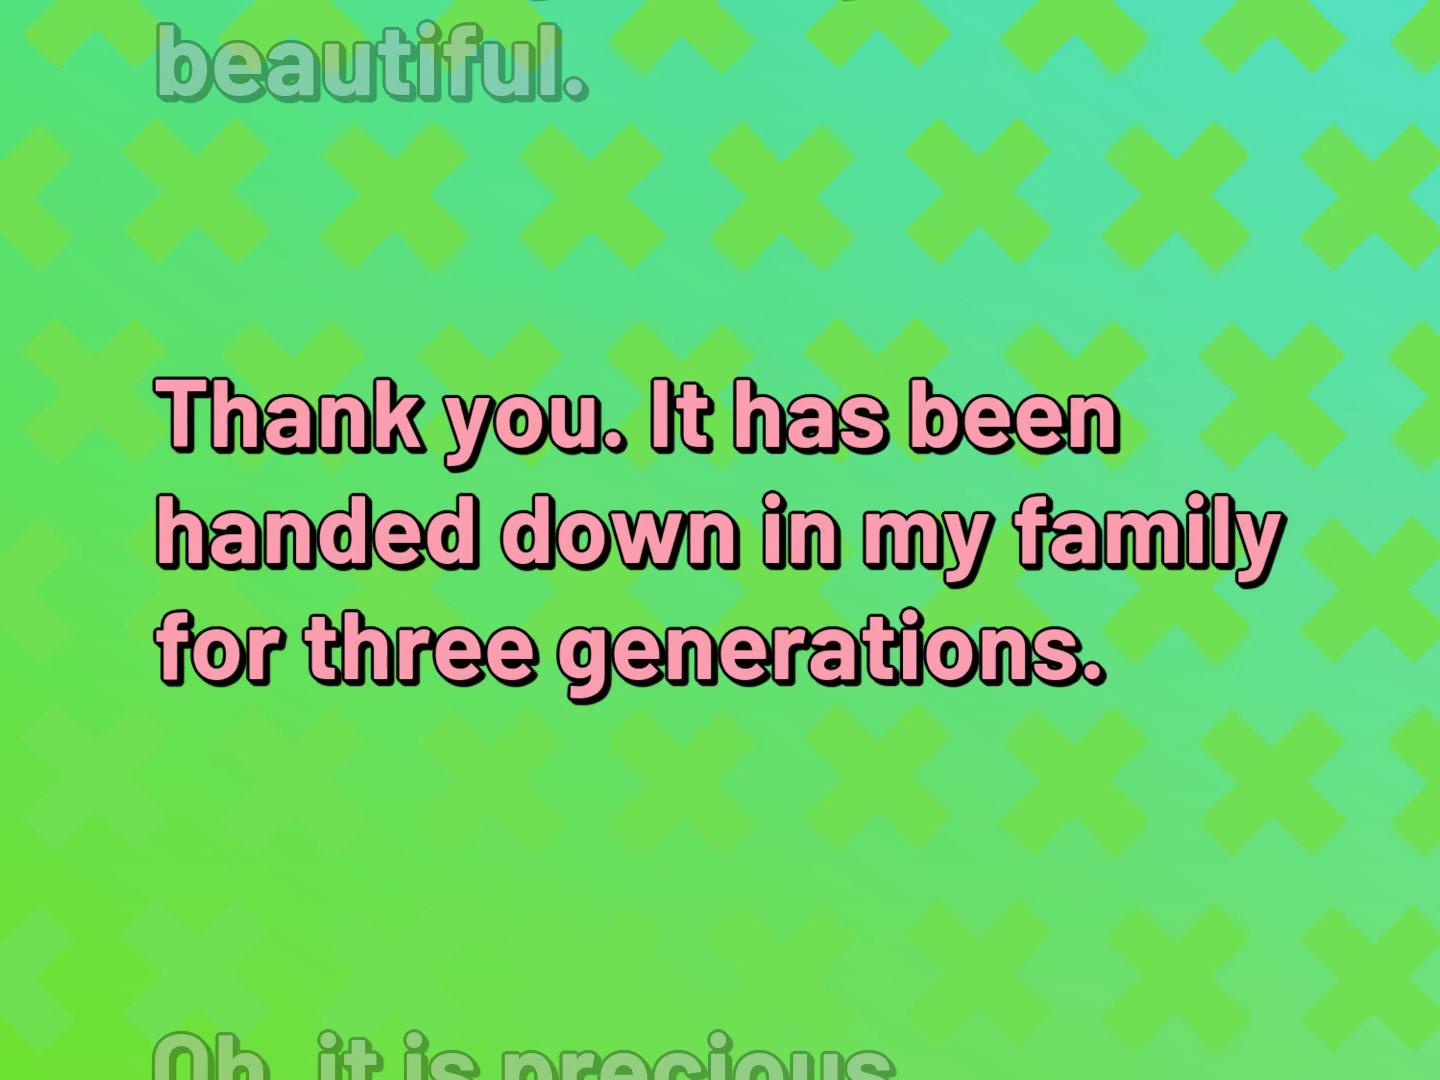 beautiful.
Thank you. It has been
handed down in my family
for three generations.
Oh, it is precious